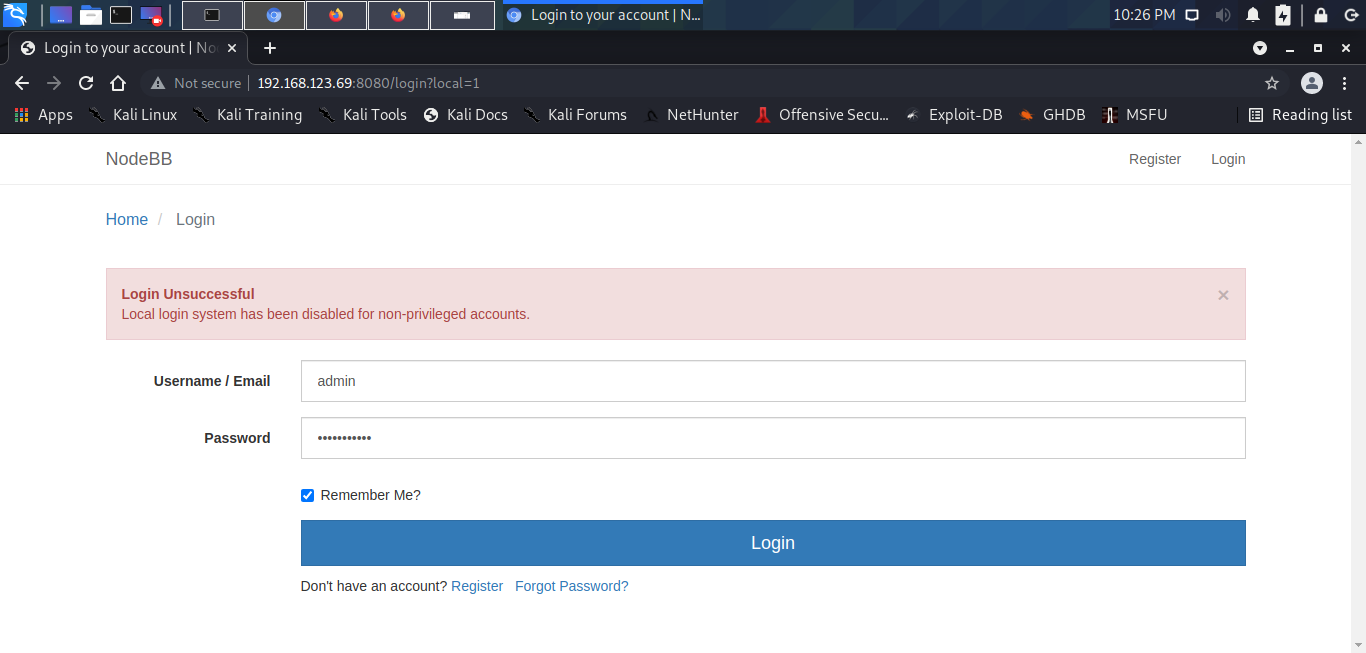 Login to your account | N...
10:26 PM
Login to your account | No
Not secure 192.168.123.69:8080/login?local=1
Apps Kali Linux Kali Training Kali Tools Kali Docs Kali Forums NetHunter Offensive Secu... Exploit-DB GHDB MSFU Reading list
NodeBB Register Login
Home / Login
Login Unsuccessful
Local login system has been disabled for non-privileged accounts.
Username / Email admin
Password •••••••••••
Remember Me?
Login
Don't have an account? Register Forgot Password?